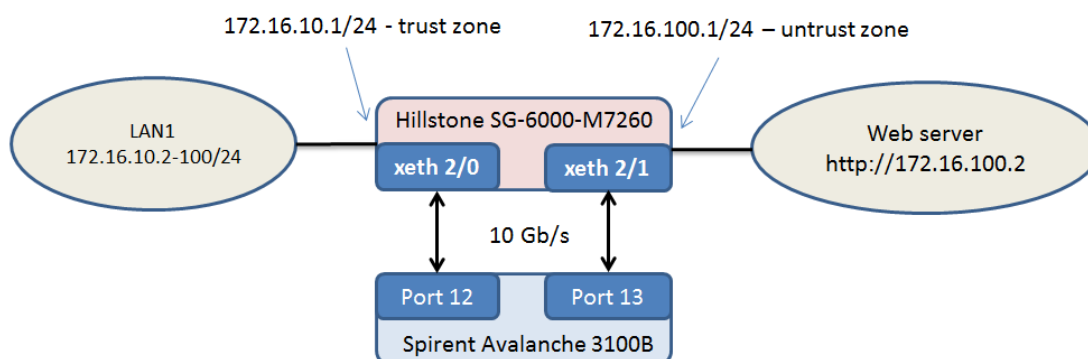 172.16.10.1/24 - trust zone
172.16.100.1/24 – untrust zone
LAN1
172.16.10.2-100/24
Hillstone SG-6000-M7260
Web server
http://172.16.100.2
xeth 2/0
xeth 2/1
10 Gb/s
Port 12
Port 13
Spirent Avalanche 3100B